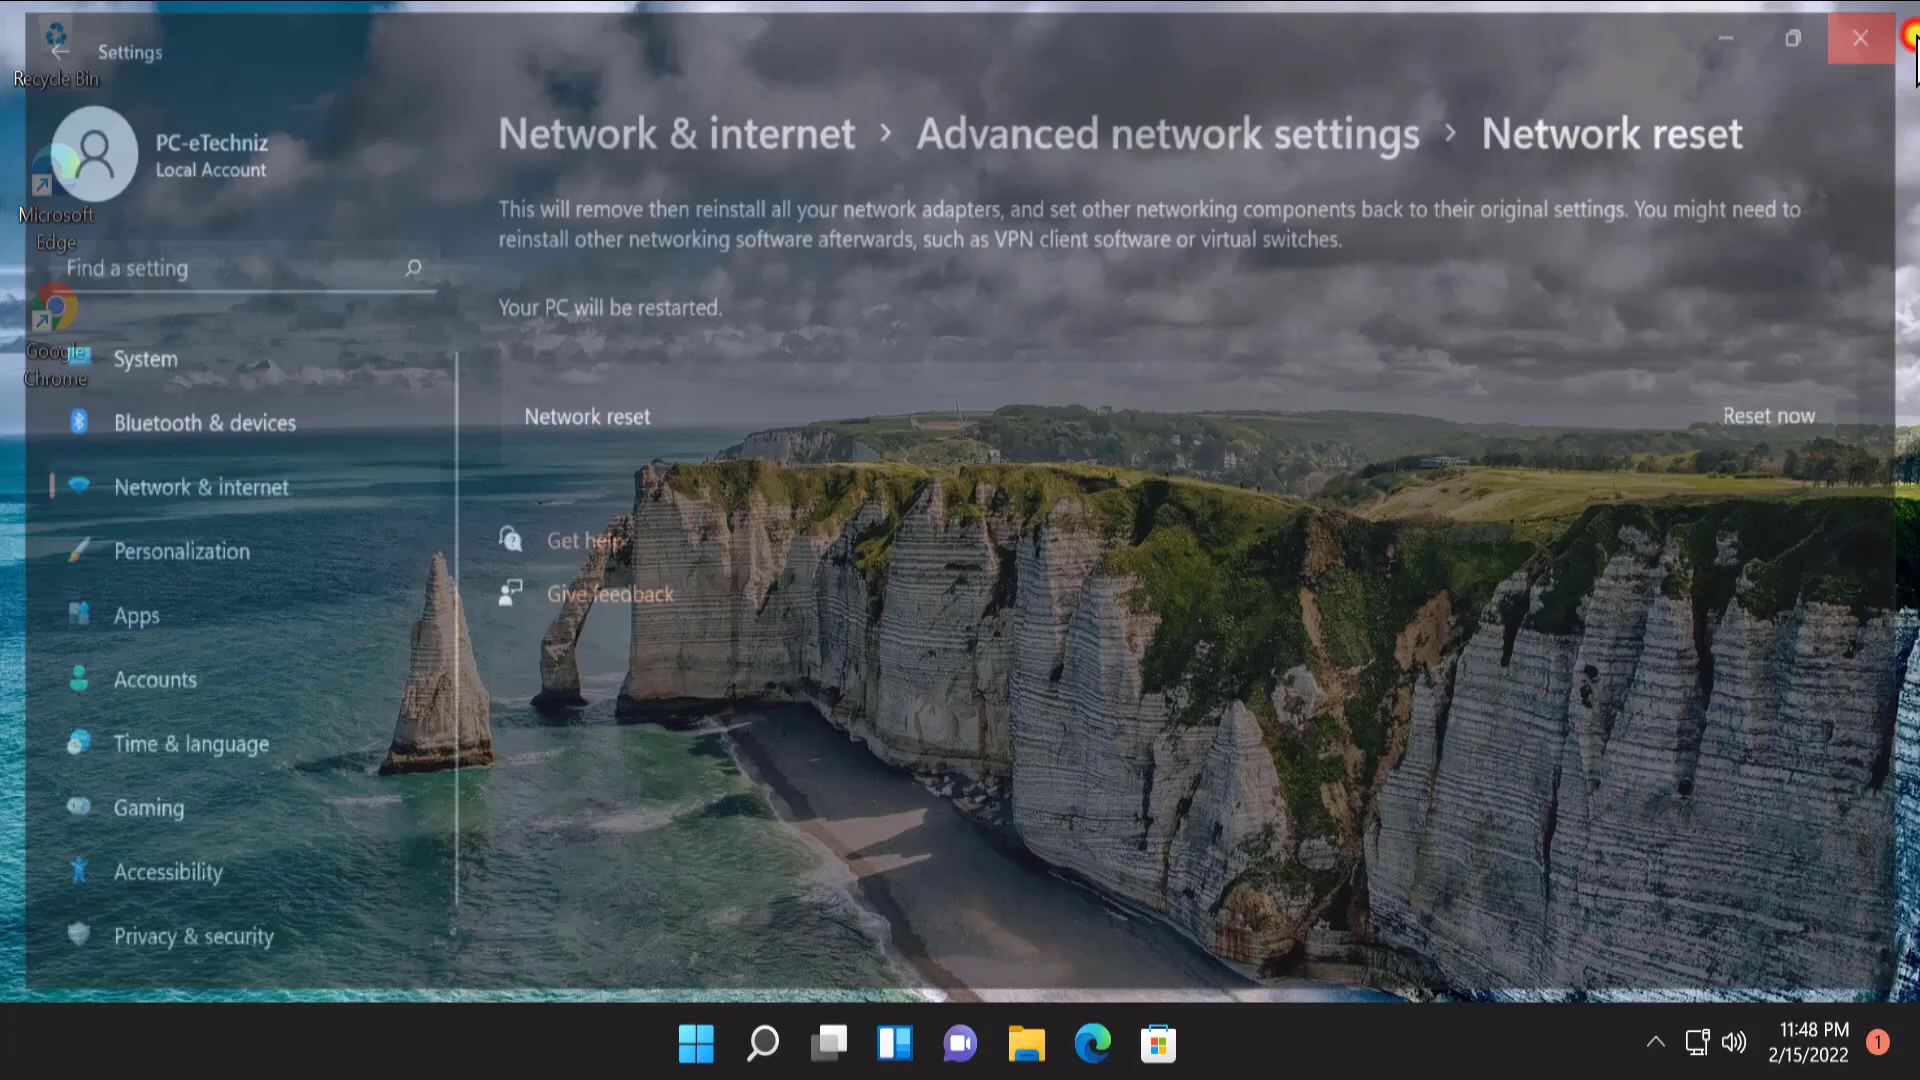 Settings
Recycle Bin
PC-eTechniz
Local Account
Microsoft
Edge
Find a setting
Google
Chrome
System
Bluetooth & devices
Network & internet
Personalization
Apps
Accounts
Time & language
Gaming
Accessibility
Privacy & security
Network & internet › Advanced network settings › Network reset
This will remove then reinstall all your network adapters, and set other networking components back to their original settings. You might need to
reinstall other networking software afterwards, such as VPN client software or virtual switches.
Your PC will be restarted.
Network reset
Reset now
Get help
Give feedback
11:48 PM
2/15/2022
1